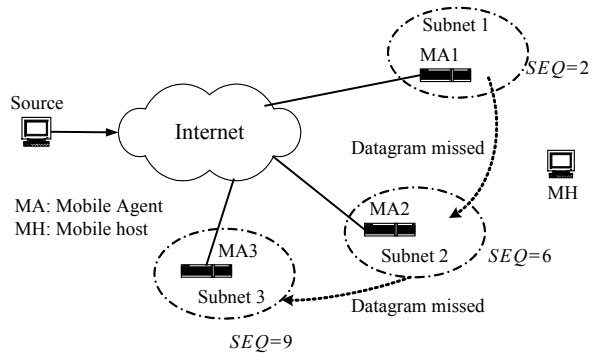 Subnet 1
MA1
SEQ=2
Source
Internet
Datagram missed
MH
MA: Mobile Agent
MH: Mobile host
MA2
Subnet 2
SEQ=6
MA3
Subnet 3
Datagram missed
SEQ=9